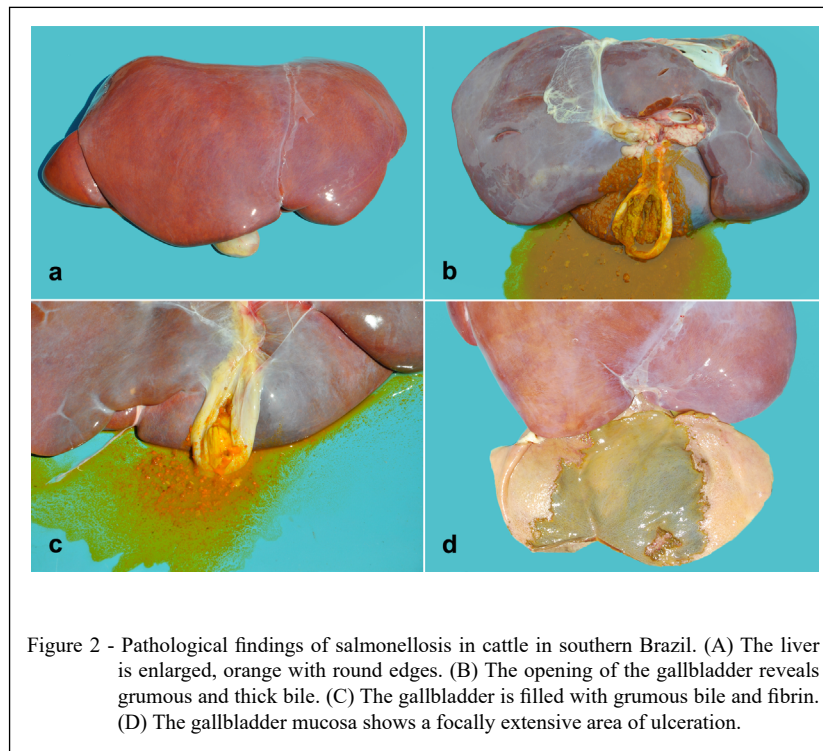 a
b
c
d
Figure 2 - Pathological findings of salmonellosis in cattle in southern Brazil. (A) The liver
is enlarged, orange with round edges. (B) The opening of the gallbladder reveals
grumous and thick bile. (C) The gallbladder is filled with grumous bile and fibrin.
(D) The gallbladder mucosa shows a focally extensive area of ulceration.